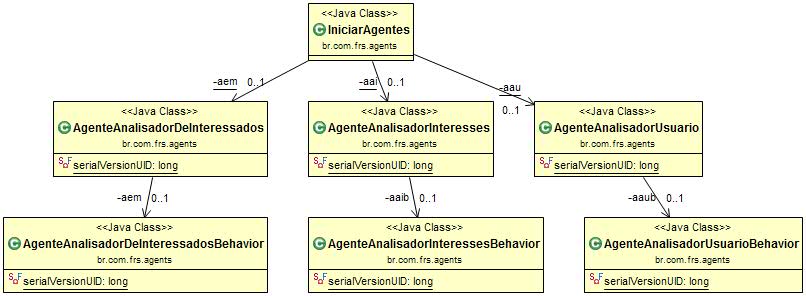 <<Java Class>>
IniciarAgentes
br.com.frs.agents
-aem 0..1
-aai 0..1
-aau
0..1
<<Java Class>>
AgenteAnalisadorDeInteressados
br.com.frs.agents
serialVersionUID: long
<<Java Class>>
AgenteAnalisadorInteresses
br.com.frs.agents
serialVersionUID: long
<<Java Class>>
AgenteAnalisadorUsuario
br.com.frs.agents
serialVersionUID: long
-aem 0..1
-aaib 0..1
-aaub 0..1
<<Java Class>>
AgenteAnalisadorDeInteressadosBehavior
br.com.frs.agents
serialVersionUID: long
<<Java Class>>
AgenteAnalisadorInteressesBehavior
br.com.frs.agents
serialVersionUID: long
<<Java Class>>
AgenteAnalisadorUsuarioBehavior
br.com.frs.agents
serialVersionUID: long